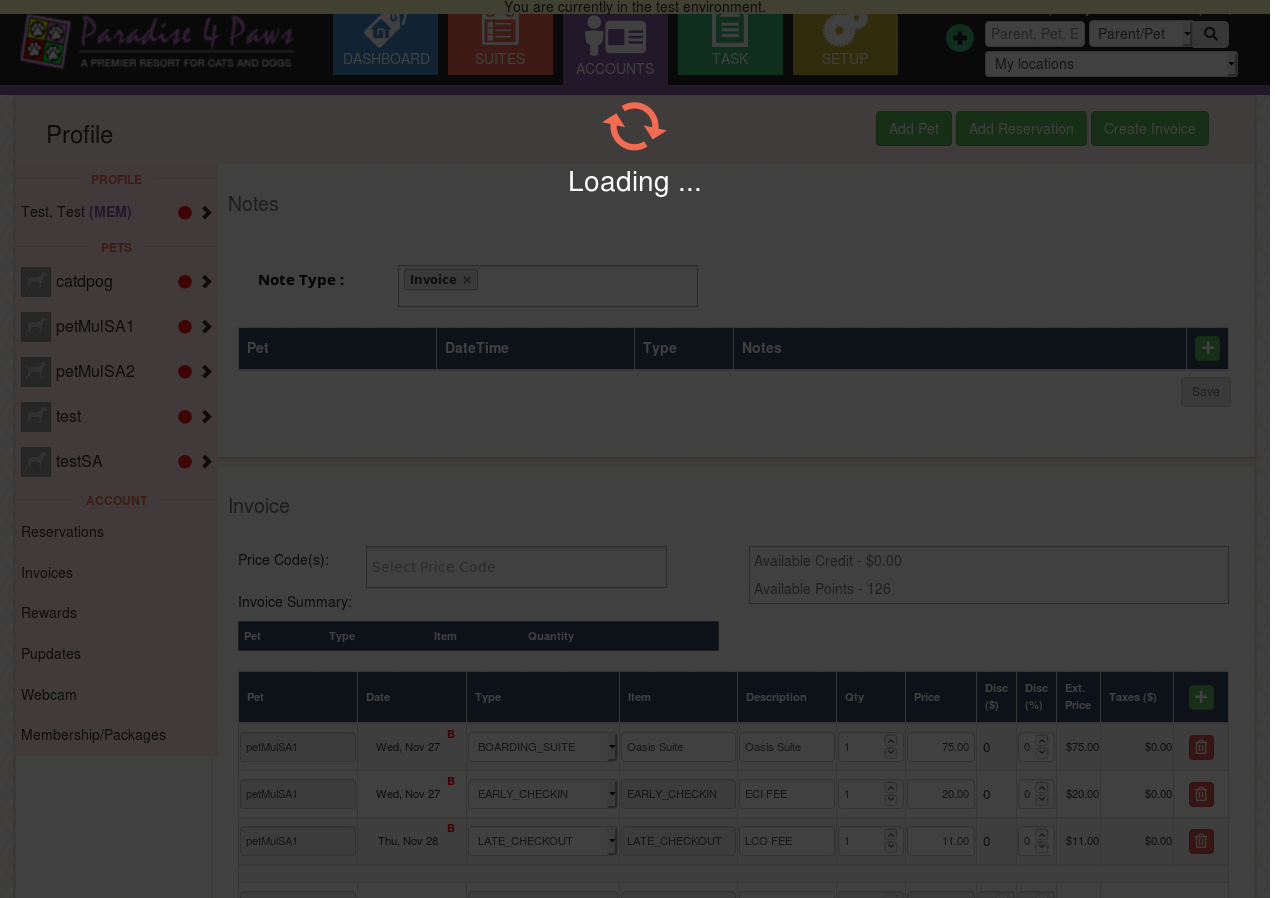 You are currently in the test environment.
Paradise 4 Paws
A PREMIER RESORT FOR CATS AND DOGS
DASHBOARD
SUITES
ACCOUNTS
TASK
SETUP
Parent, Pet, E
Parent/Pet
My locations
Profile
Add Pet
Add Reservation
Create Invoice
Loading ...
PROFILE
Test, Test (MEM)
PETS
catdpog
petMulSA1
petMulSA2
test
testSA
ACCOUNT
Reservations
Invoices
Rewards
Pupdates
Webcam
Membership/Packages
Notes
Note Type :
Invoice ×
Pet DateTime Type Notes
Save
Invoice
Price Code(s):
Select Price Code
Available Credit - $0.00
Available Points - 126
Invoice Summary:
Pet Type Item Quantity
Pet Date Type Item Description Qty Price Disc ($) Disc (%) Ext. Price Taxes ($)
petMulSA1 Wed, Nov 27 B BOARDING_SUITE Oasis Suite Oasis Suite 1 75.00 0 0 $75.00 $0.00
petMulSA1 Wed, Nov 27 B EARLY_CHECKIN EARLY_CHECKIN ECI FEE 1 20.00 0 0 $20.00 $0.00
petMulSA1 Thu, Nov 28 B LATE_CHECKOUT LATE_CHECKOUT LCO FEE 1 11.00 0 0 $11.00 $0.00